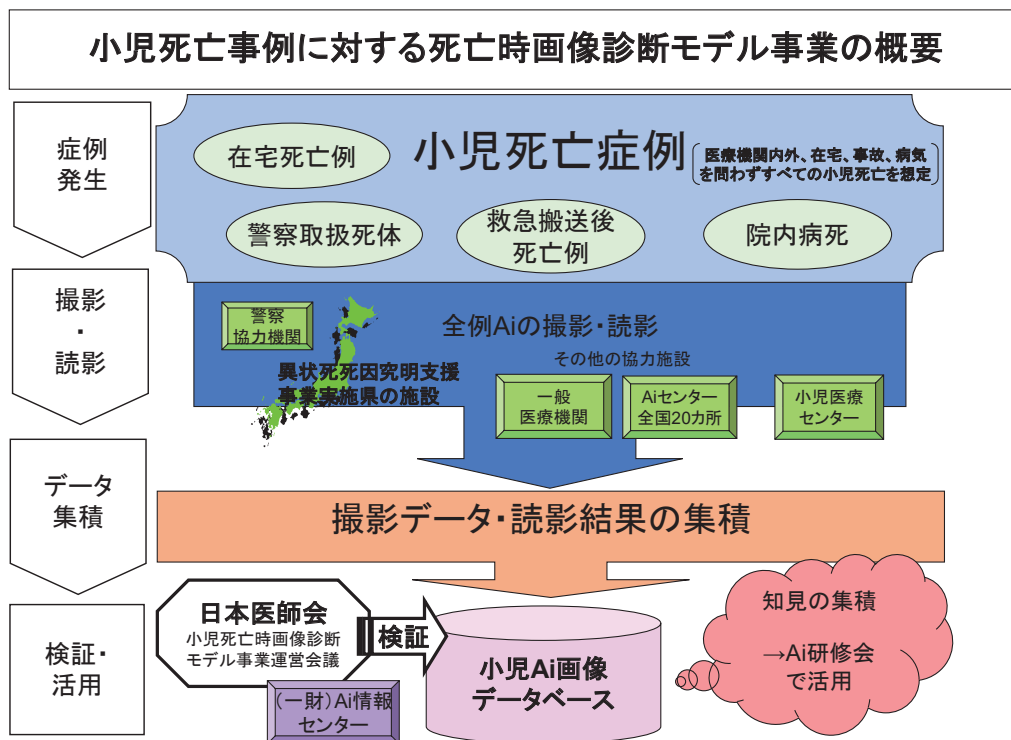 小児死亡事例に対する死亡時画像診断モデル事業の概要
症例
発生
在宅死亡例
小児死亡症例
医療機関内外、在宅、事故、病気
を問わずすべての小児死亡を想定
警察取扱死体
救急搬送後
死亡例
院内病死
撮影
・
読影
警察
協力機関
全例Aiの撮影・読影
その他の協力施設
異状死死因究明支援
事業実施県の施設
一般
医療機関
Aiセンター
全国20カ所
小児医療
センター
データ
集積
撮影データ・読影結果の集積
検証・
活用
日本医師会
小児死亡時画像診断
モデル事業運営会議
検証
(一財)Ai情報
センター
小児Ai画像
データベース
知見の集積
→Ai研修会
で活用